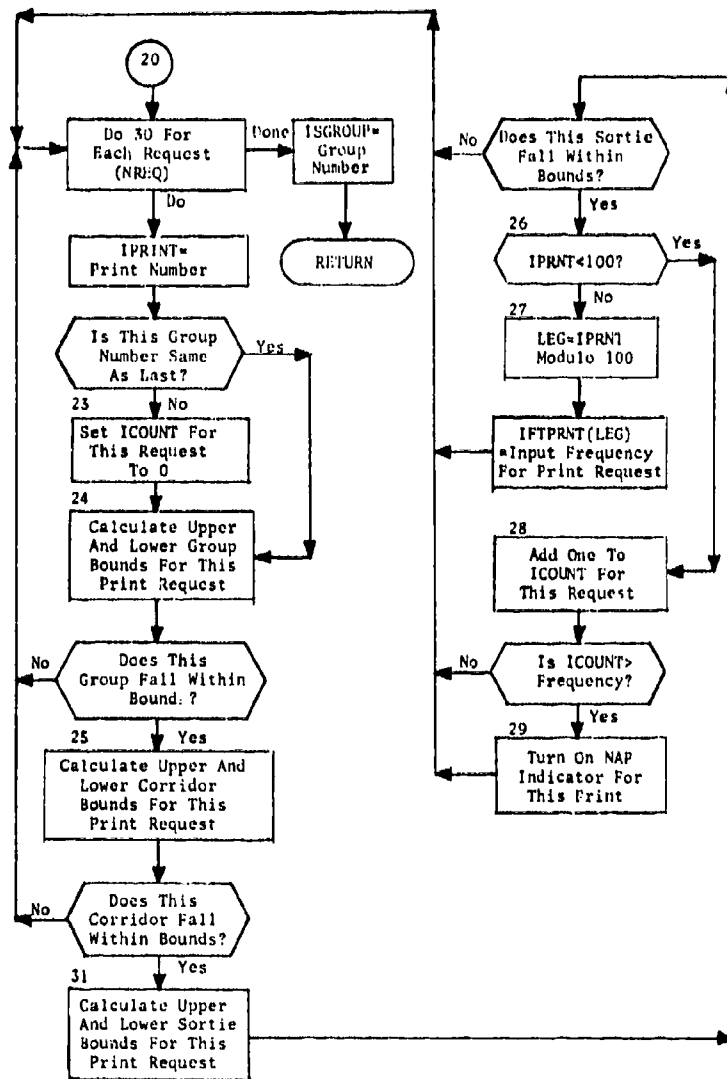 20
Do 30 For
Each Request
(NREQ)
Done
ISGROUP=
Group
Number
RETURN
Do
IPRINT=
Print Number
Is This Group
Number Same
As Last?
Yes
No
23
Set ICOUNT For
This Request
To 0
24
Calculate Upper
And Lower Group
Bounds For This
Print Request
No
Does This
Group Fall Within
Bounds?
Yes
25
Calculate Upper And
Lower Corridor
Bounds For This
Print Request
No
Does This
Corridor Fall
Within Bounds?
Yes
31
Calculate Upper
And Lower Sortie
Bounds For This
Print Request
No
Does This Sortie
Fall Within
Bounds?
Yes
26
IPRNT<100?
Yes
No
27
LEG=IPRNT
Modulo 100
IFTPRNT(LEG)
=Input Frequency
For Print Request
28
Add One To
ICOUNT For
This Request
No
Is ICOUNT>
Frequency?
Yes
29
Turn On NAP
Indicator For
This Print